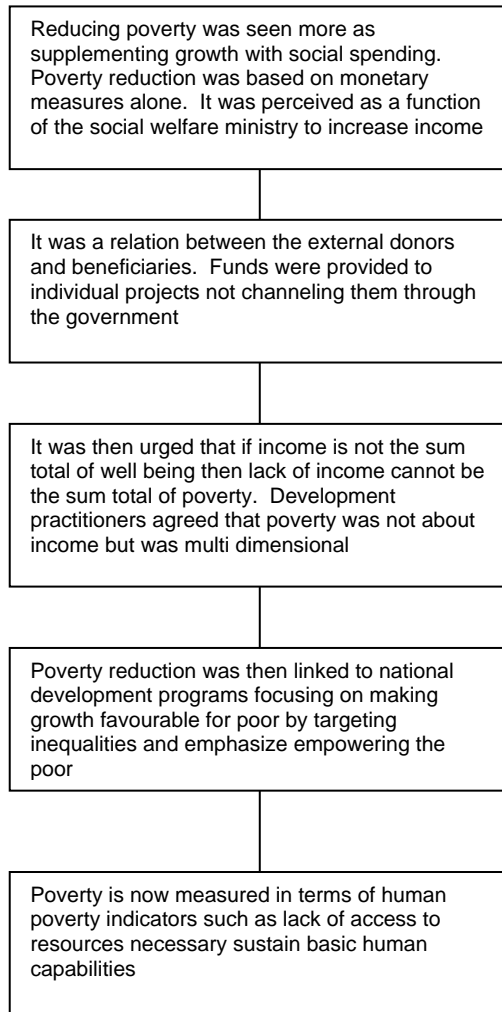 Reducing poverty was seen more as
supplementing growth with social spending.
Poverty reduction was based on monetary
measures alone.  It was perceived as a function
of the social welfare ministry to increase income
It was a relation between the external donors
and beneficiaries.  Funds were provided to
individual projects not channeling them through
the government
It was then urged that if income is not the sum
total of well being then lack of income cannot be
the sum total of poverty.  Development
practitioners agreed that poverty was not about
income but was multi dimensional
Poverty reduction was then linked to national
development programs focusing on making
growth favourable for poor by targeting
inequalities and emphasize empowering the
poor
Poverty is now measured in terms of human
poverty indicators such as lack of access to
resources necessary sustain basic human
capabilities